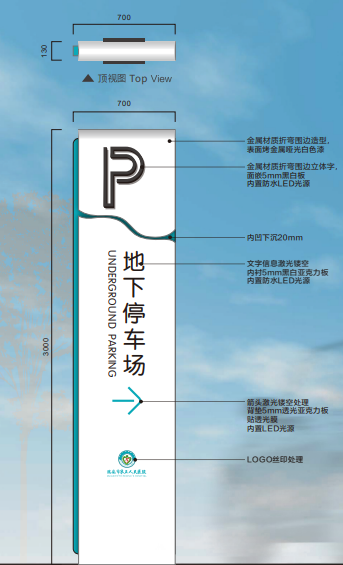 700
130
顶视图 Top View
700
金属材质折弯围边造型，
表面烤金属哑光白色漆
P
金属材质折弯围边立体字，
面嵌5mm黑白板
内置防水LED光源
内凹下沉20mm
地下停车场
UNDERGROUND PARKING
文字信息激光镂空
内衬5mm黑白亚克力板
内置防水LED光源
3000
箭头激光镂空处理
背垫5mm透光亚克力板
贴透光膜
内置LED光源
LOGO丝印处理